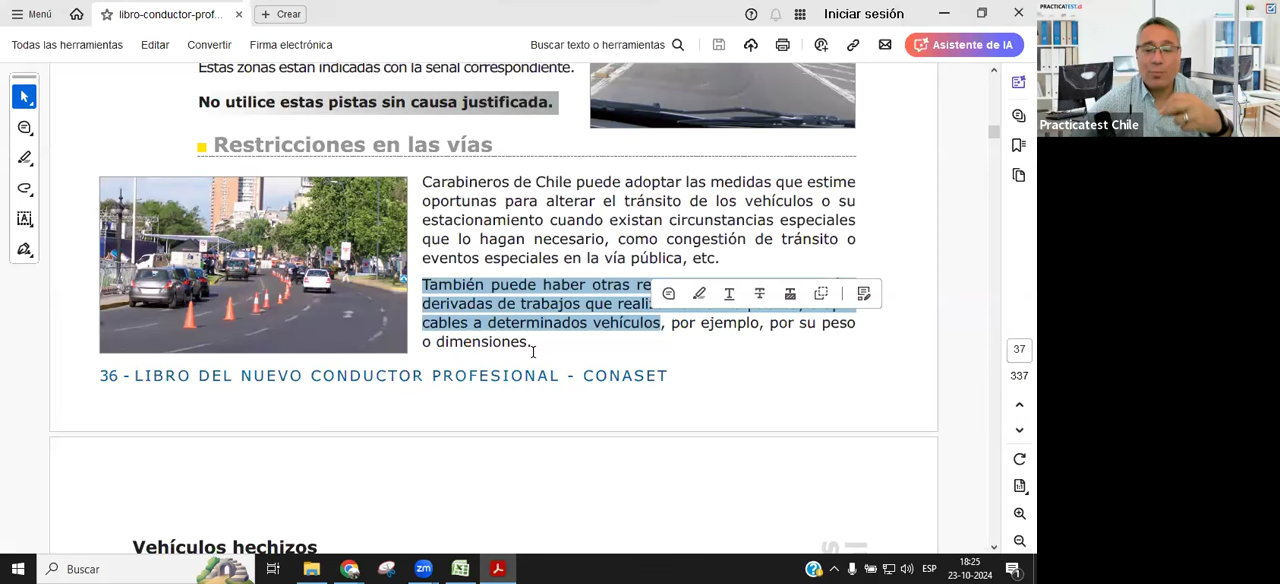 Menú
libro-conductor-prof...
Crear
Iniciar sesión
Todas las herramientas
Editar
Convertir
Firma electrónica
Buscar texto o herramientas
Asistente de IA
PRACTICATEST.cl
Practicatest Chile
Estas zonas están indicadas con la señal correspondiente.
No utilice estas pistas sin causa justificada.
Restricciones en las vías
Carabineros de Chile puede adoptar las medidas que estime
oportunas para alterar el tránsito de los vehículos o su
estacionamiento cuando existan circunstancias especiales
que lo hagan necesario, como congestión de tránsito o
eventos especiales en la vía pública, etc.
También puede haber otras re
derivadas de trabajos que reali
cables a determinados vehículos, por ejemplo, por su peso
o dimensiones.
36 - LIBRO DEL NUEVO CONDUCTOR PROFESIONAL - CONASET
37
337
Vehículos hechizos
Buscar
zm
ESP
18:25
23-10-2024